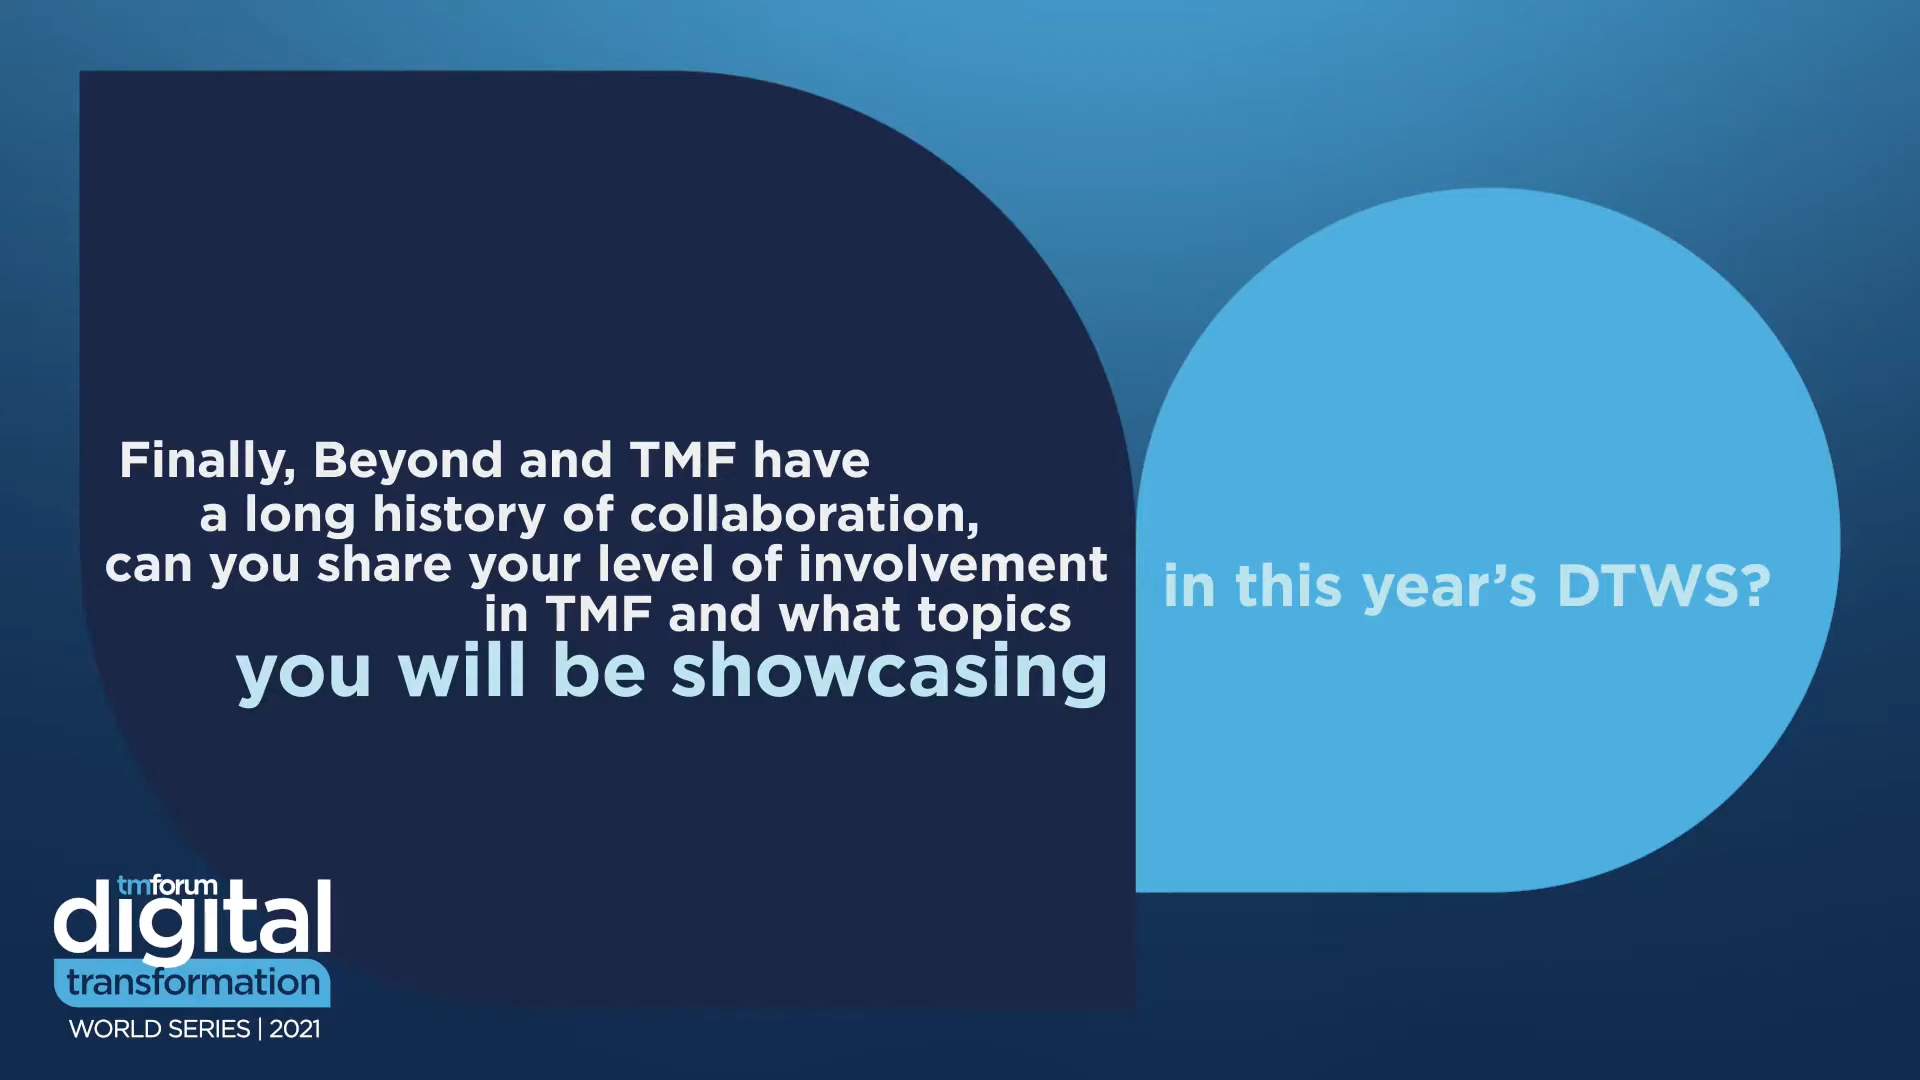 Finally, Beyond and TMF have
a long history of collaboration,
can you share your level of involvement
in TMF and what topics
you will be showcasing
in this year’s DTWS?
tmforum
digital
transformation
WORLD SERIES | 2021